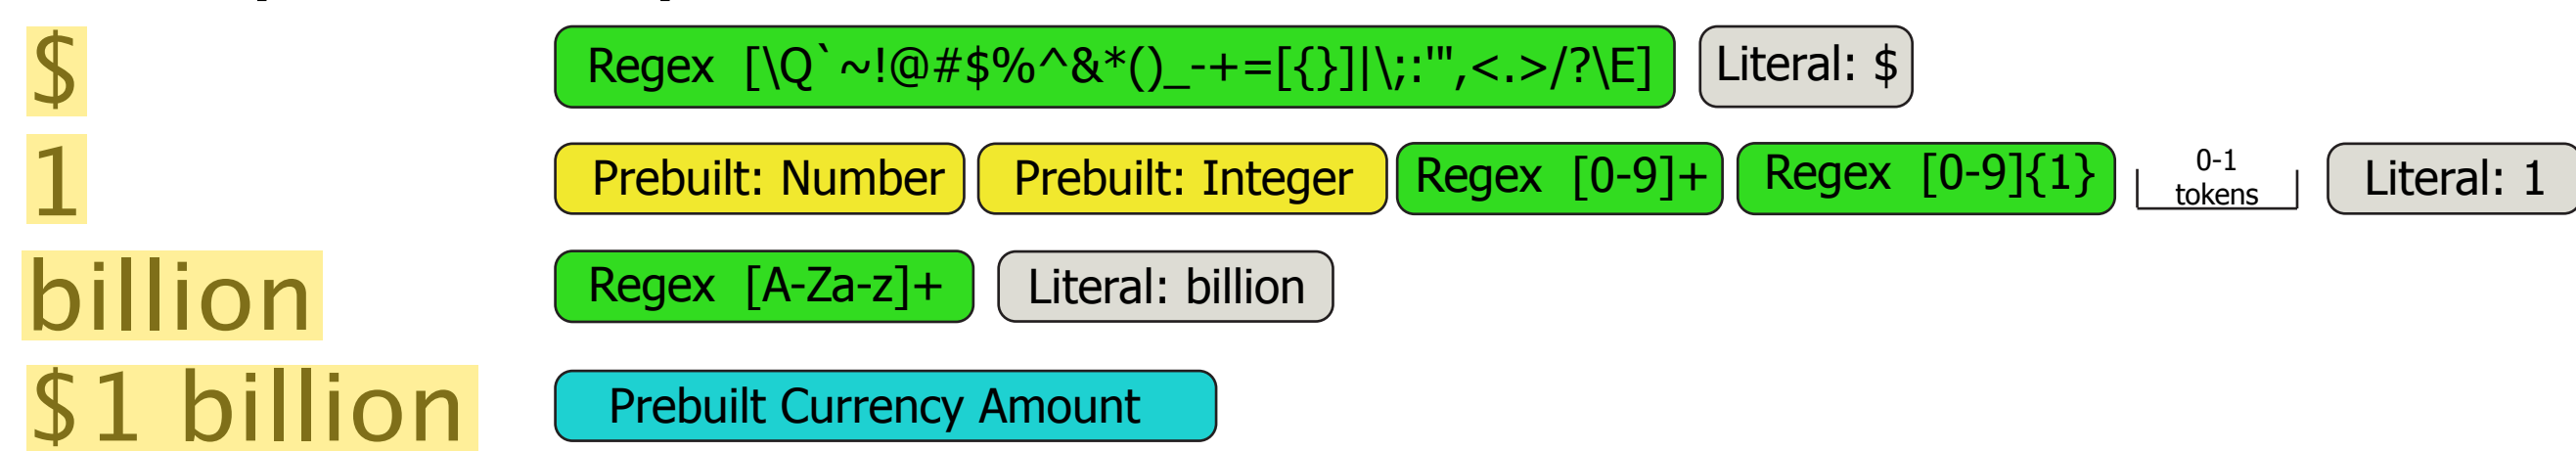 $ Regex [\Q`~!@#$%^&*()_-+=[{}]|\;:'",<.>/?\E] Literal: $
1 Prebuilt: Number Prebuilt: Integer Regex [0-9]+ Regex [0-9]{1} 0-1 tokens Literal: 1
billion Regex [A-Za-z]+ Literal: billion
$1 billion Prebuilt Currency Amount